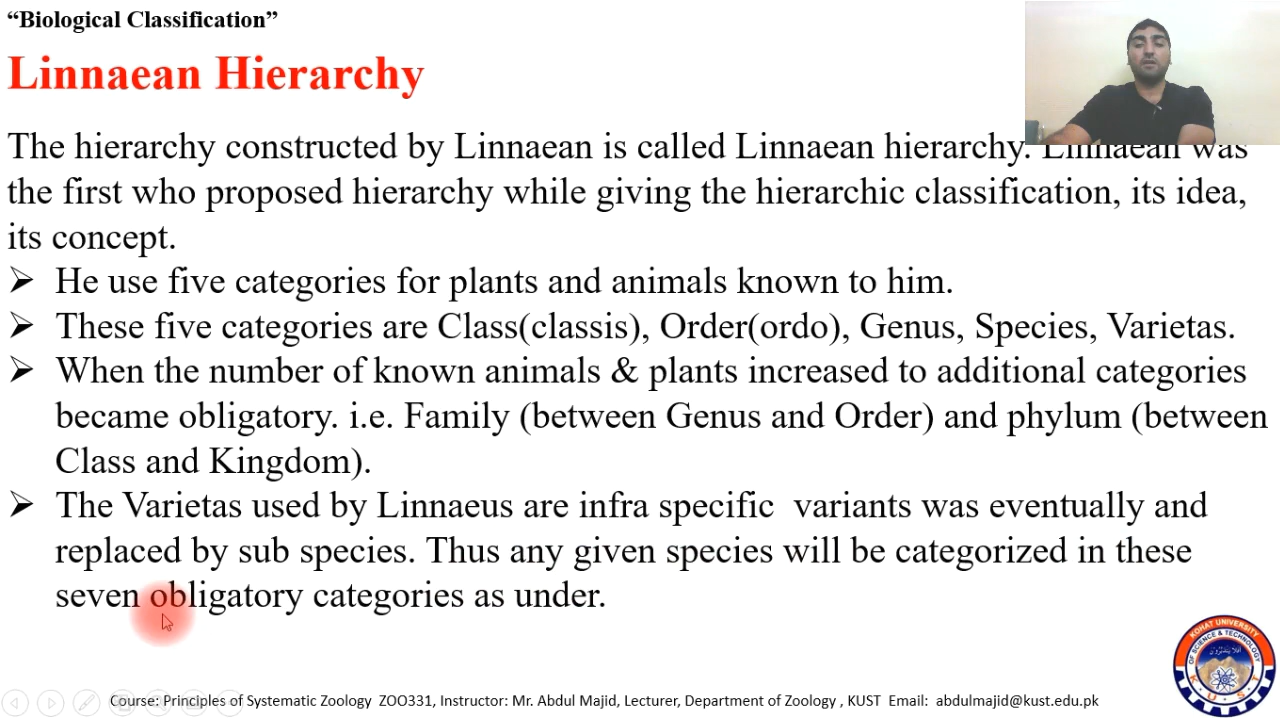 “Biological Classification”
Linnaean Hierarchy
The hierarchy constructed by Linnaean is called Linnaean hierarchy. Linnaean was
the first who proposed hierarchy while giving the hierarchic classification, its idea,
its concept.
➢ He use five categories for plants and animals known to him.
➢ These five categories are Class(classis), Order(ordo), Genus, Species, Varietas.
➢ When the number of known animals & plants increased to additional categories
became obligatory. i.e. Family (between Genus and Order) and phylum (between
Class and Kingdom).
➢ The Varietas used by Linnaeus are infra specific variants was eventually and
replaced by sub species. Thus any given species will be categorized in these
seven obligatory categories as under.
KOHAT UNIVERSITY
OF SCIENCE & TECHNOLOGY
K U S T
Course: Principles of Systematic Zoology ZOO331, Instructor: Mr. Abdul Majid, Lecturer, Department of Zoology , KUST Email: abdulmajid@kust.edu.pk